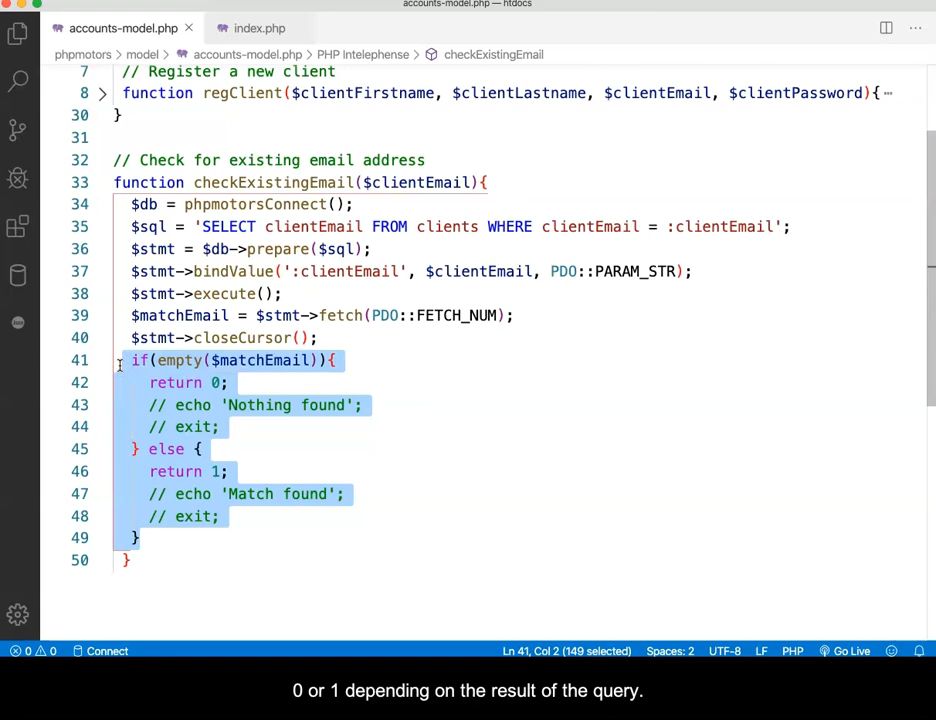 accounts-model.php — htdocs
accounts-model.php × index.php
phpmotors > model > accounts-model.php > PHP Intelephense > checkExistingEmail
7 // Register a new client
8 > function regClient($clientFirstname, $clientLastname, $clientEmail, $clientPassword){⋯
30 }
31
32 // Check for existing email address
33 function checkExistingEmail($clientEmail){
34 $db = phpmotorsConnect();
35 $sql = 'SELECT clientEmail FROM clients WHERE clientEmail = :clientEmail';
36 $stmt = $db->prepare($sql);
37 $stmt->bindValue(':clientEmail', $clientEmail, PDO::PARAM_STR);
38 $stmt->execute();
39 $matchEmail = $stmt->fetch(PDO::FETCH_NUM);
40 $stmt->closeCursor();
41 if(empty($matchEmail)){
42 return 0;
43 // echo 'Nothing found';
44 // exit;
45 } else {
46 return 1;
47 // echo 'Match found';
48 // exit;
49 }
50 }
0 0 Connect Ln 41, Col 2 (149 selected) Spaces: 2 UTF-8 LF PHP Go Live
0 or 1 depending on the result of the query.